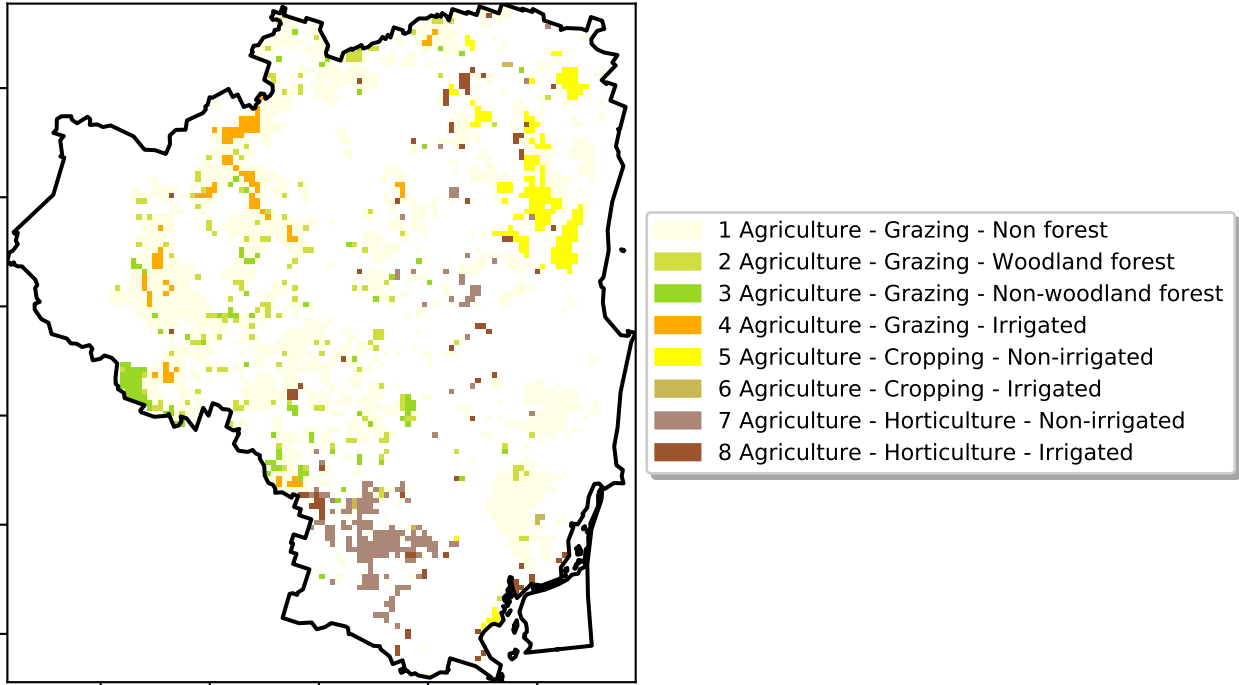 1 Agriculture - Grazing - Non forest
2 Agriculture - Grazing - Woodland forest
3 Agriculture - Grazing - Non-woodland forest
4 Agriculture - Grazing - Irrigated
5 Agriculture - Cropping - Non-irrigated
6 Agriculture - Cropping - Irrigated
7 Agriculture - Horticulture - Non-irrigated
8 Agriculture - Horticulture - Irrigated